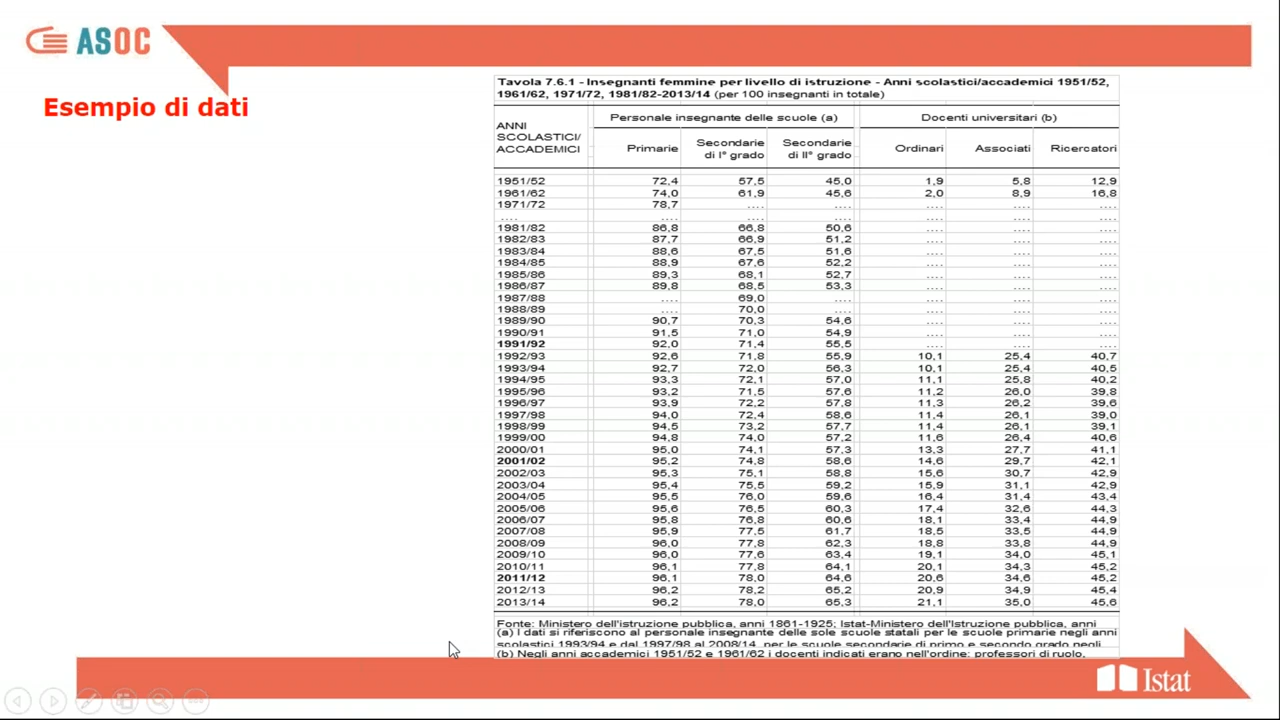 ASOC
Esempio di dati
Tavola 7.6.1 - Insegnanti femmine per livello di istruzione - Anni scolastici/accademici 1951/52,
1961/62, 1971/72, 1981/82-2013/14 (per 100 insegnanti in totale)
ANNI SCOLASTICI/ ACCADEMICI
Personale insegnante delle scuole (a) Docenti universitari (b)
Primarie Secondarie di I° grado Secondarie di II° grado Ordinari Associati Ricercatori
1951/52 72,4 57,5 45,0 1,9 5,8 12,9
1961/62 74,0 61,9 45,6 2,0 8,9 16,8
1971/72 78,7 .... .... .... .... ....
.... .... .... .... .... .... ....
1981/82 86,8 66,8 50,6 .... .... ....
1982/83 87,7 66,9 51,2 .... .... ....
1983/84 88,6 67,5 51,6 .... .... ....
1984/85 88,9 67,6 52,2 .... .... ....
1985/86 89,3 68,1 52,7 .... .... ....
1986/87 89,8 68,5 53,3 .... .... ....
1987/88 .... 69,0 .... .... .... ....
1988/89 .... 70,0 .... .... .... ....
1989/90 90,7 70,3 54,6 .... .... ....
1990/91 91,5 71,0 54,9 .... .... ....
1991/92 92,0 71,4 55,5 .... .... ....
1992/93 92,6 71,8 55,9 10,1 25,4 40,7
1993/94 92,7 72,0 56,3 10,1 25,4 40,5
1994/95 93,3 72,1 57,0 11,1 25,8 40,2
1995/96 93,2 71,5 57,6 11,2 26,0 39,8
1996/97 93,9 72,2 57,8 11,3 26,2 39,6
1997/98 94,0 72,4 58,6 11,4 26,1 39,0
1998/99 94,5 73,2 57,7 11,4 26,1 39,1
1999/00 94,8 74,0 57,2 11,6 26,4 40,6
2000/01 95,0 74,1 57,3 13,3 27,7 41,1
2001/02 95,2 74,8 58,6 14,6 29,7 42,1
2002/03 95,3 75,1 58,8 15,6 30,7 42,9
2003/04 95,4 75,5 59,2 15,9 31,1 42,9
2004/05 95,5 76,0 59,6 16,4 31,4 43,4
2005/06 95,6 76,5 60,3 17,4 32,6 44,3
2006/07 95,8 76,8 60,6 18,1 33,4 44,9
2007/08 95,9 77,5 61,7 18,5 33,5 44,9
2008/09 96,0 77,8 62,3 18,8 33,8 44,9
2009/10 96,0 77,6 63,4 19,1 34,0 45,1
2010/11 96,1 77,8 64,1 20,1 34,3 45,2
2011/12 96,1 78,0 64,6 20,6 34,6 45,2
2012/13 96,2 78,2 65,2 20,9 34,9 45,4
2013/14 96,2 78,0 65,3 21,1 35,0 45,6
Fonte: Ministero dell'istruzione pubblica, anni 1861-1925; Istat-Ministero dell'Istruzione pubblica, anni
(a) I dati si riferiscono al personale insegnante delle sole scuole statali per le scuole primarie negli anni
scolastici 1993/94 e dal 1997/98 al 2008/14, per le scuole secondarie di primo e secondo grado negli
(b) Negli anni accademici 1951/52 e 1961/62 i docenti indicati erano nell'ordine: professori di ruolo,
Istat